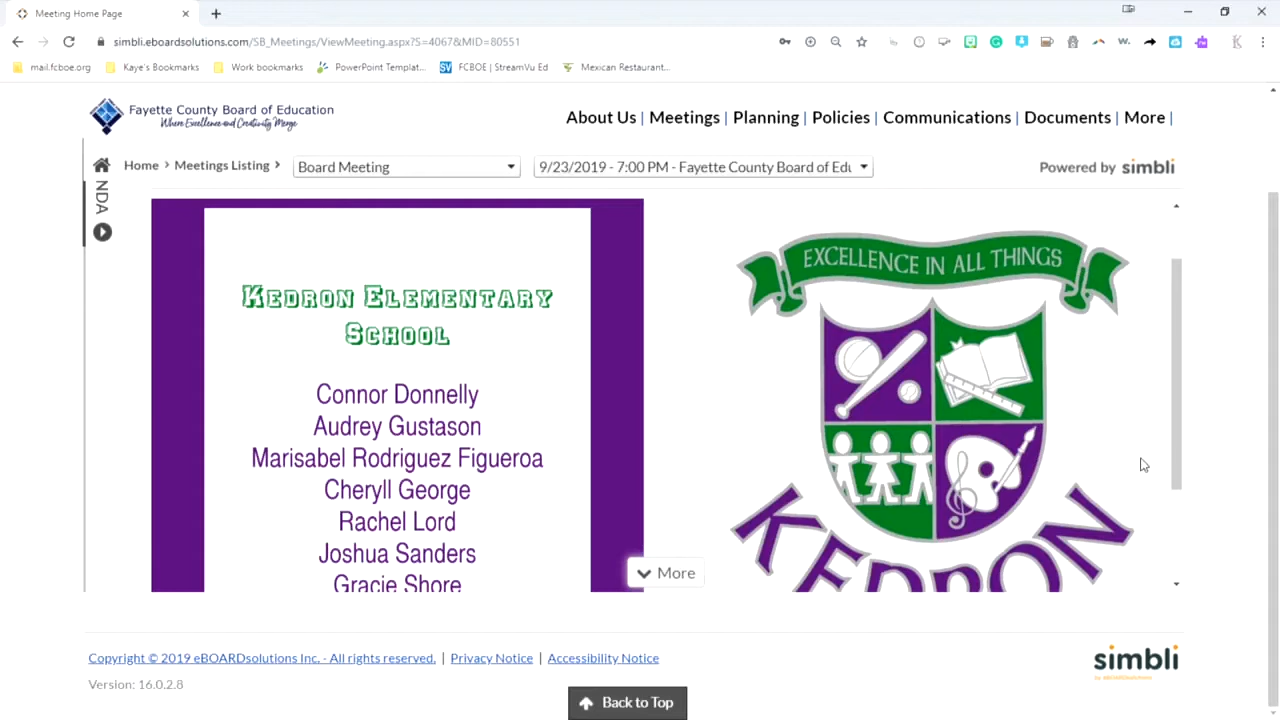 Meeting Home Page
simbli.eboardsolutions.com/SB_Meetings/ViewMeeting.aspx?S=4067&MID=80551
mail.fcboe.org Kaye's Bookmarks Work bookmarks PowerPoint Templat... SV FCBOE | StreamVu Ed Mexican Restaurant...
Fayette County Board of Education
Where Excellence and Creativity Merge
About Us | Meetings | Planning | Policies | Communications | Documents | More |
Home > Meetings Listing > Board Meeting 9/23/2019 - 7:00 PM - Fayette County Board of Edu
Powered by simbli
NDA
Kedron Elementary
School
Connor Donnelly
Audrey Gustason
Marisabel Rodriguez Figueroa
Cheryll George
Rachel Lord
Joshua Sanders
Gracie Shore
EXCELLENCE IN ALL THINGS
KEDRON
More
Copyright © 2019 eBOARDsolutions Inc. - All rights reserved. | Privacy Notice | Accessibility Notice
Version: 16.0.2.8
simbli
by eBOARDsolutions
Back to Top